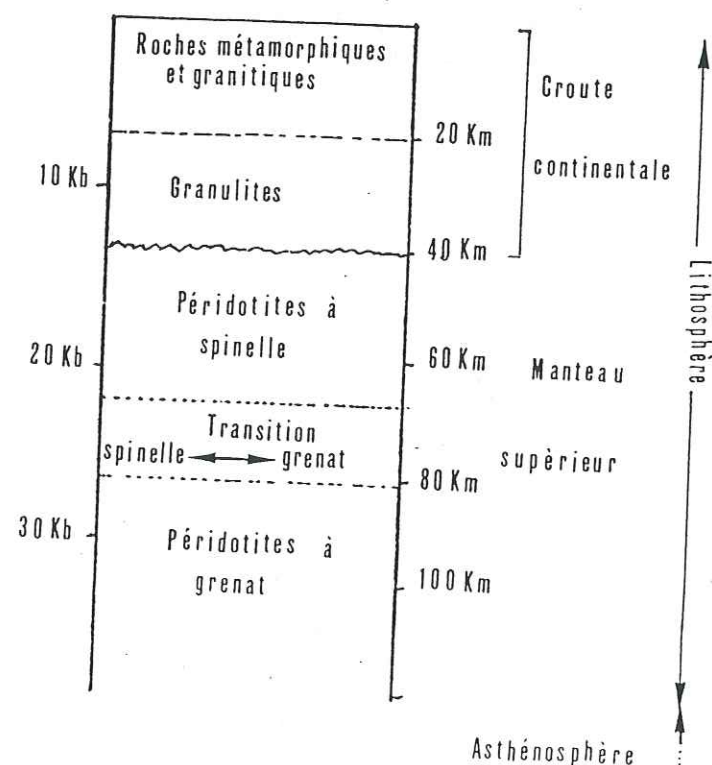 Roches métamorphiques
et granitiques
Croute
20 Km
continentale
10 Kb
Granulites
40 Km
Lithosphère
Péridotites à
spinelle
20 Kb
60 Km
Manteau
Transition
spinelle grenat
supèrieur
80 Km
30 Kb
Péridotites à
grenat
100 Km
Asthénosphère